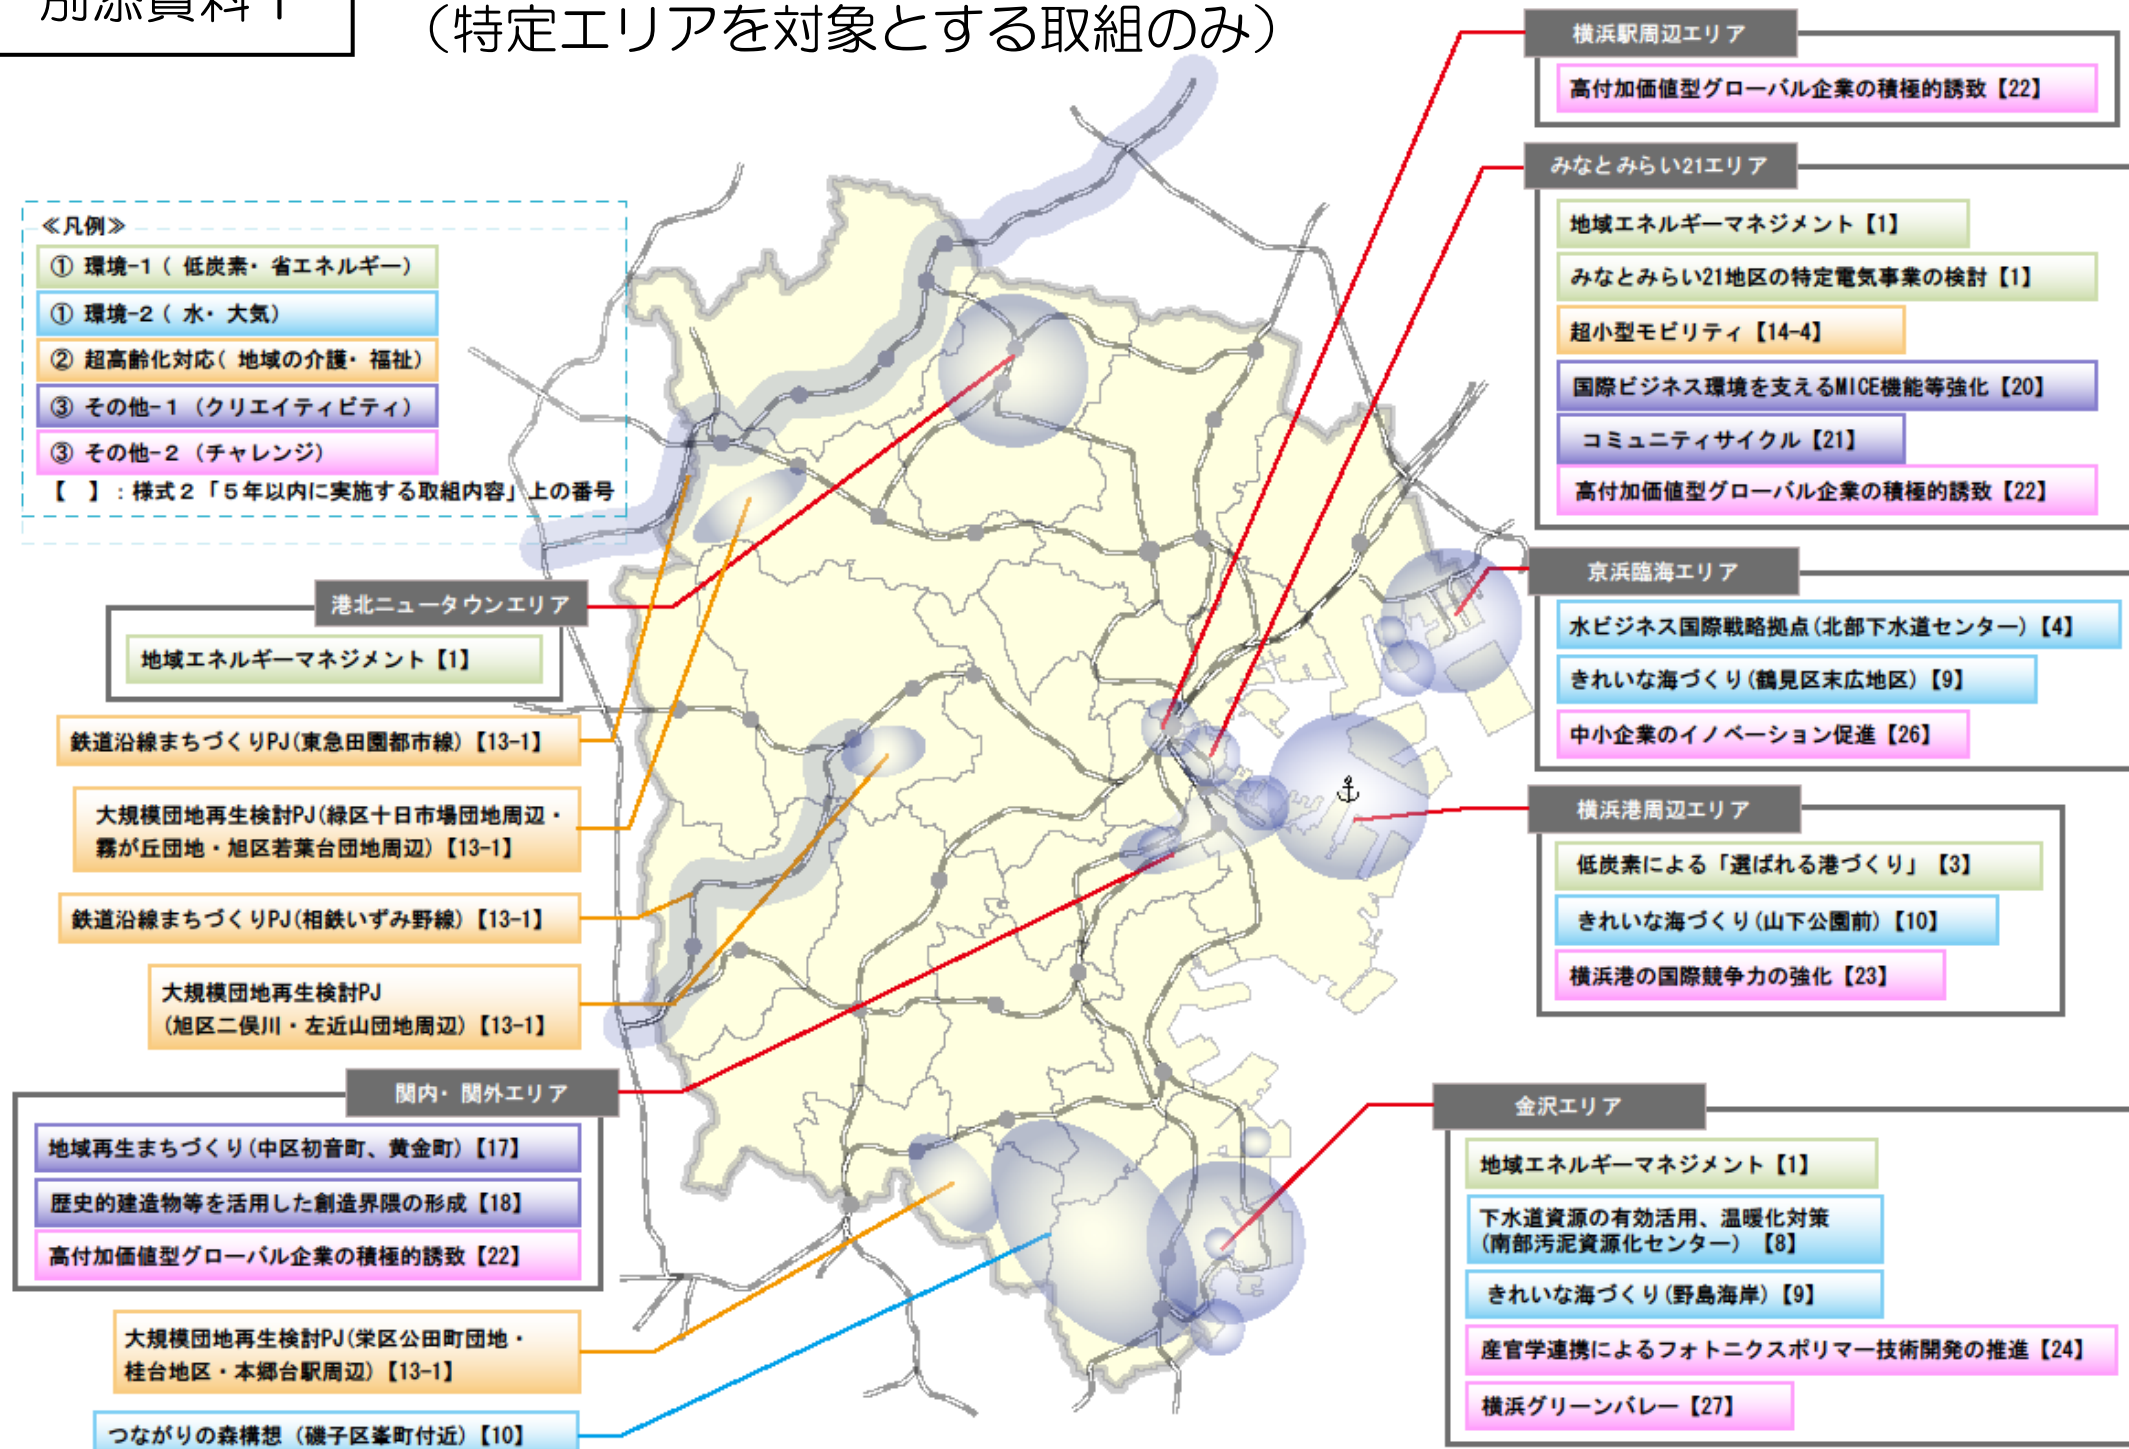 別添資料1
（特定エリアを対象とする取組のみ）
≪凡例≫
① 環境-1（ 低炭素・ 省エネルギー）
① 環境-2（ 水・ 大気）
② 超高齢化対応（ 地域の介護・ 福祉）
③ その他-1 （クリエイティビティ）
③ その他-2 （チャレンジ）
【　】：様式２「５年以内に実施する取組内容」上の番号
港北ニュータウンエリア
地域エネルギーマネジメント【1】
鉄道沿線まちづくりPJ(東急田園都市線)【13-1】
大規模団地再生検討PJ(緑区十日市場団地周辺・
霧が丘団地・旭区若葉台団地周辺)【13-1】
鉄道沿線まちづくりPJ(相鉄いずみ野線)【13-1】
大規模団地再生検討PJ
(旭区二俣川・左近山団地周辺)【13-1】
関内・ 関外エリア
地域再生まちづくり(中区初音町、黄金町)【17】
歴史的建造物等を活用した創造界隈の形成【18】
高付加価値型グローバル企業の積極的誘致【22】
大規模団地再生検討PJ(栄区公田町団地・
桂台地区・本郷台駅周辺)【13-1】
つながりの森構想 （磯子区峯町付近)【10】
横浜駅周辺エリア
高付加価値型グローバル企業の積極的誘致【22】
みなとみらい21エリア
地域エネルギーマネジメント【1】
みなとみらい21地区の特定電気事業の検討【1】
超小型モビリティ【14-4】
国際ビジネス環境を支えるMICE機能等強化【20】
コミュニティサイクル【21】
高付加価値型グローバル企業の積極的誘致【22】
京浜臨海エリア
水ビジネス国際戦略拠点(北部下水道センター)【4】
きれいな海づくり(鶴見区末広地区)【9】
中小企業のイノベーション促進【26】
横浜港周辺エリア
低炭素による「選ばれる港づくり」【3】
きれいな海づくり(山下公園前)【10】
横浜港の国際競争力の強化【23】
金沢エリア
地域エネルギーマネジメント【1】
下水道資源の有効活用、温暖化対策
(南部汚泥資源化センター) 【8】
きれいな海づくり(野島海岸)【9】
産官学連携によるフォトニクスポリマー技術開発の推進【24】
横浜グリーンバレー【27】